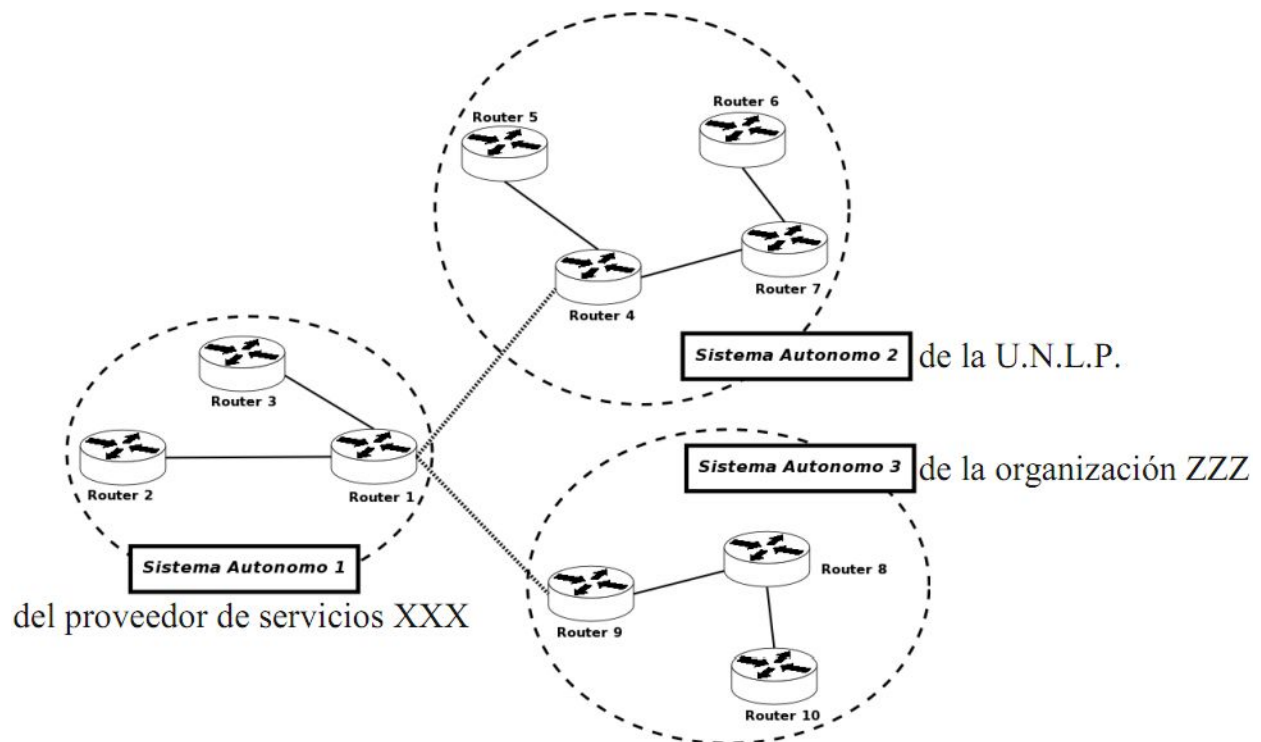 Router 5
Router 6
Router 4
Router 7
Sistema Autonomo 2 de la U.N.L.P.
Router 3
Router 2
Router 1
Sistema Autonomo 1
del proveedor de servicios XXX
Sistema Autonomo 3 de la organización ZZZ
Router 8
Router 9
Router 10